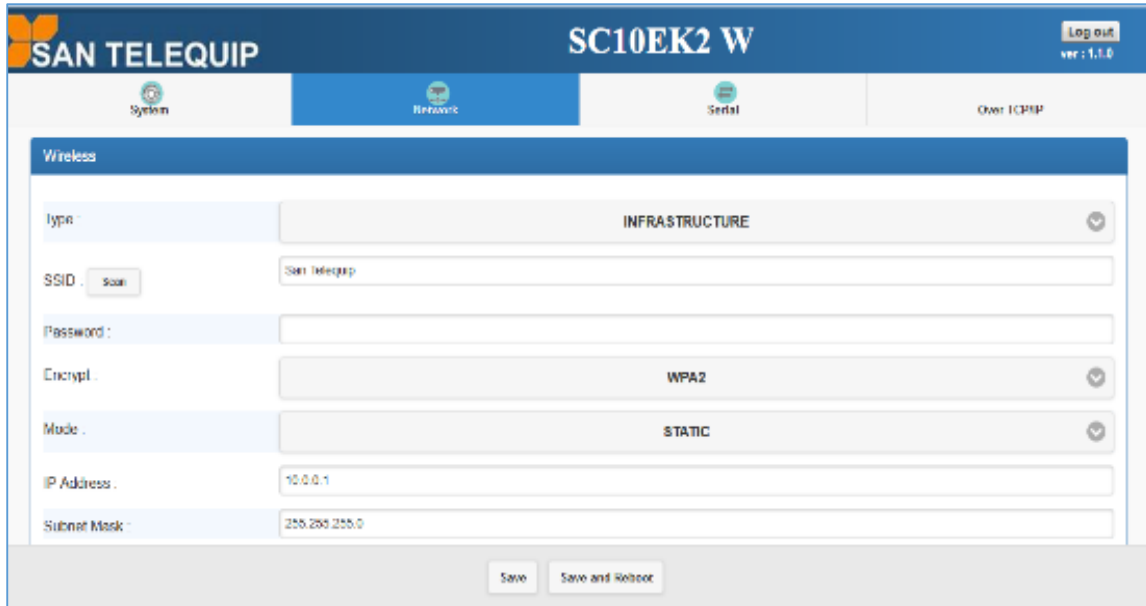 SAN TELEQUIP
SC10EK2 W
Log out
ver : 1.1.0
System
Network
Serial
Over TCP/IP
Wireless
Type :
INFRASTRUCTURE
SSID : Scan
San Telequip
Password :
Encrypt :
WPA2
Mode :
STATIC
IP Address :
10.0.0.1
Subnet Mask :
255.255.255.0
Save
Save and Reboot